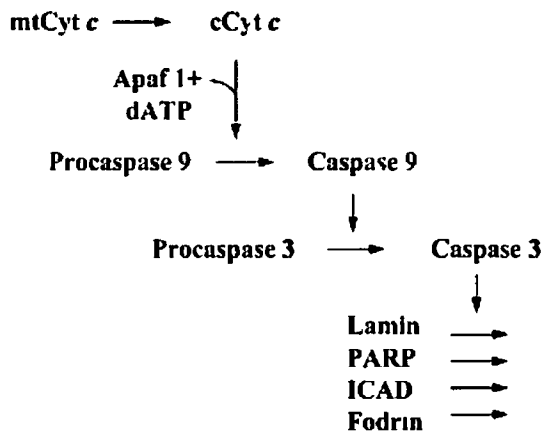 mtCyt c cCyt c
Apaf 1+
dATP
Procaspase 9 Caspase 9
Procaspase 3 Caspase 3
Lamin
PARP
ICAD
Fodrin